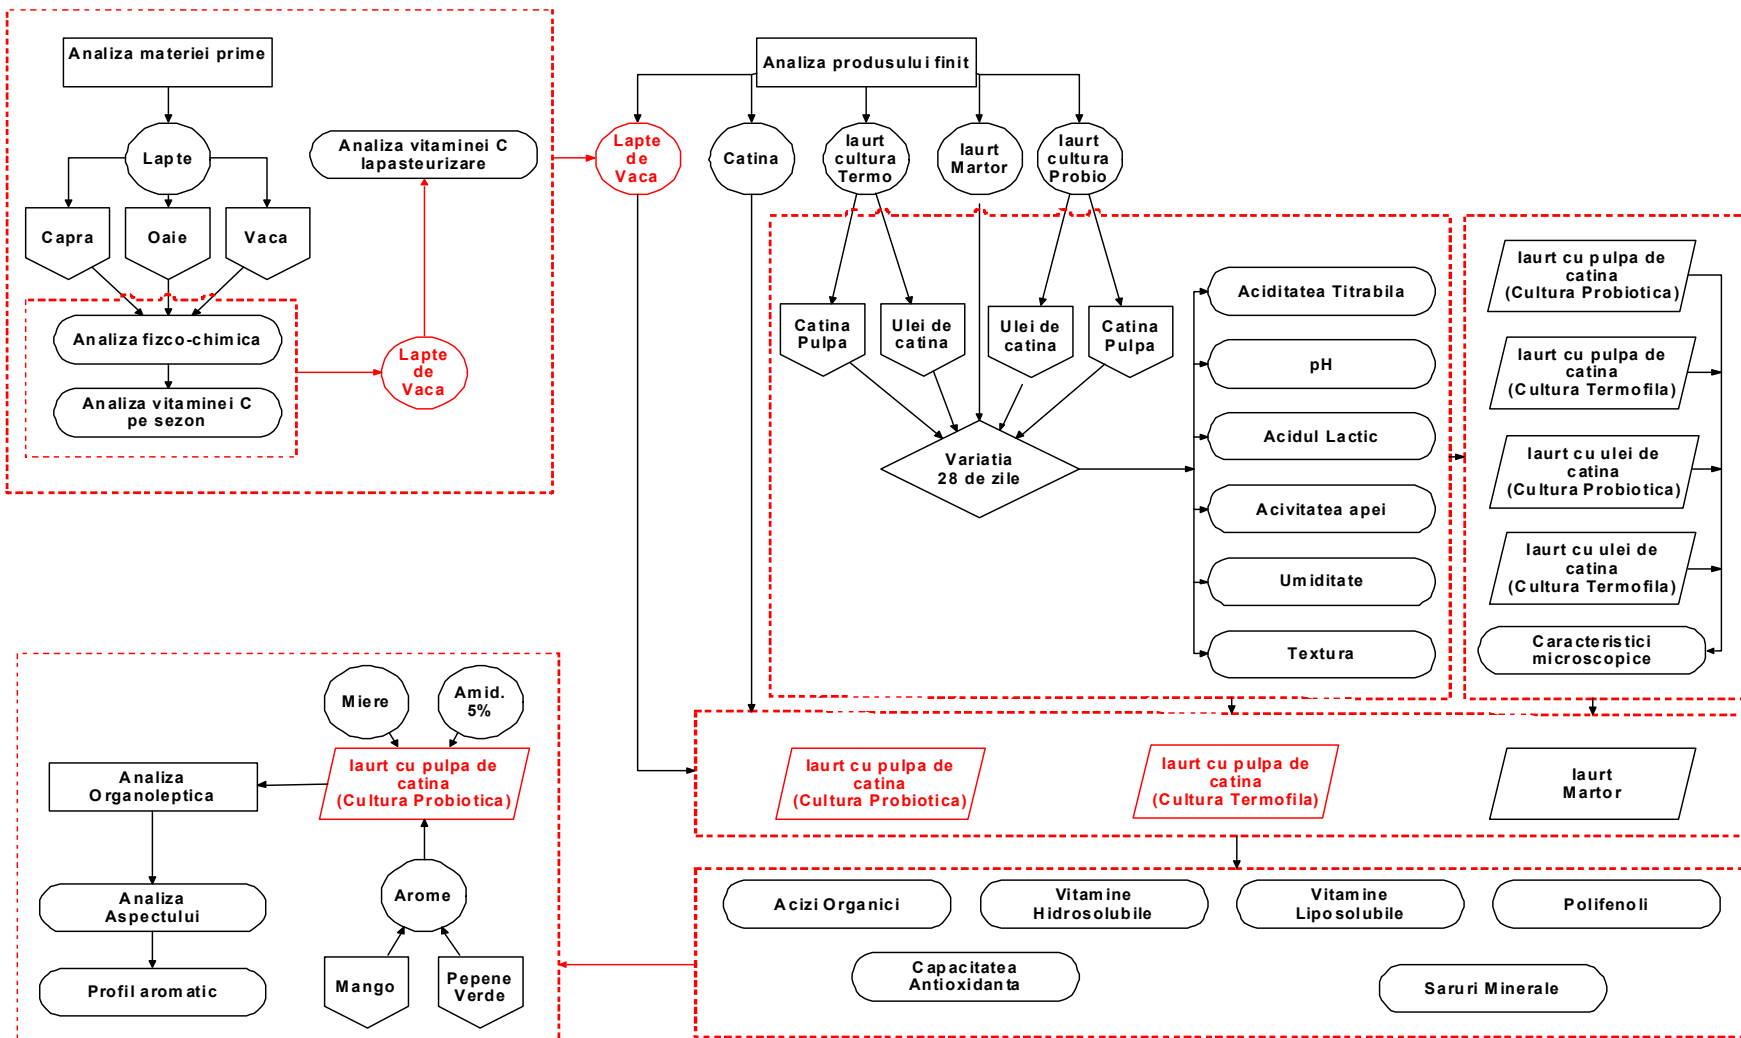 Analiza materiei prime
Lapte
Capra
Oaie
Vaca
Analiza fizco-chimica
Analiza vitaminei C
pe sezon
Lapte
de
Vaca
Analiza vitaminei C
lapasteurizare
Analiza produsului finit
Lapte
de
Vaca
Catina
Iaurt
cultura
Termo
Iaurt
Martor
Iaurt
cultura
Probio
Catina
Pulpa
Ulei de
catina
Ulei de
catina
Catina
Pulpa
Variatia
28 de zile
Aciditatea Titrabila
pH
Acidul Lactic
Acivitatea apei
Umiditate
Textura
Iaurt cu pulpa de
catina
(Cultura Probiotica)
Iaurt cu pulpa de
catina
(Cultura Termofila)
Iaurt cu ulei de
catina
(Cultura Probiotica)
Iaurt cu ulei de
catina
(Cultura Termofila)
Caracteristici
microscopice
Iaurt cu pulpa de
catina
(Cultura Probiotica)
Iaurt cu pulpa de
catina
(Cultura Termofila)
Iaurt
Martor
Acizi Organici
Vitamine
Hidrosolubile
Vitamine
Liposolubile
Polifenoli
Capacitatea
Antioxidanta
Saruri Minerale
Miere
Amid.
5%
Iaurt cu pulpa de
catina
(Cultura Probiotica)
Analiza
Organoleptica
Arome
Analiza
Aspectului
Mango
Pepene
Verde
Profil aromatic